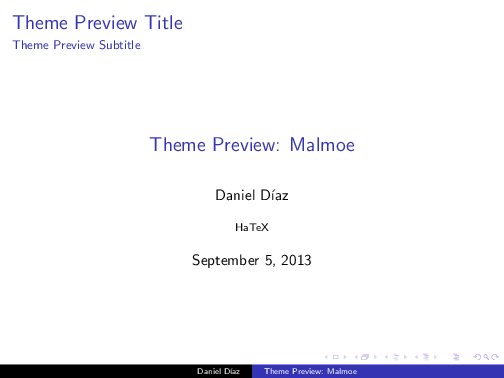 Theme Preview Title
Theme Preview Subtitle
Theme Preview: Malmoe
Daniel Díaz
HaTeX
September 5, 2013
Daniel Díaz Theme Preview: Malmoe